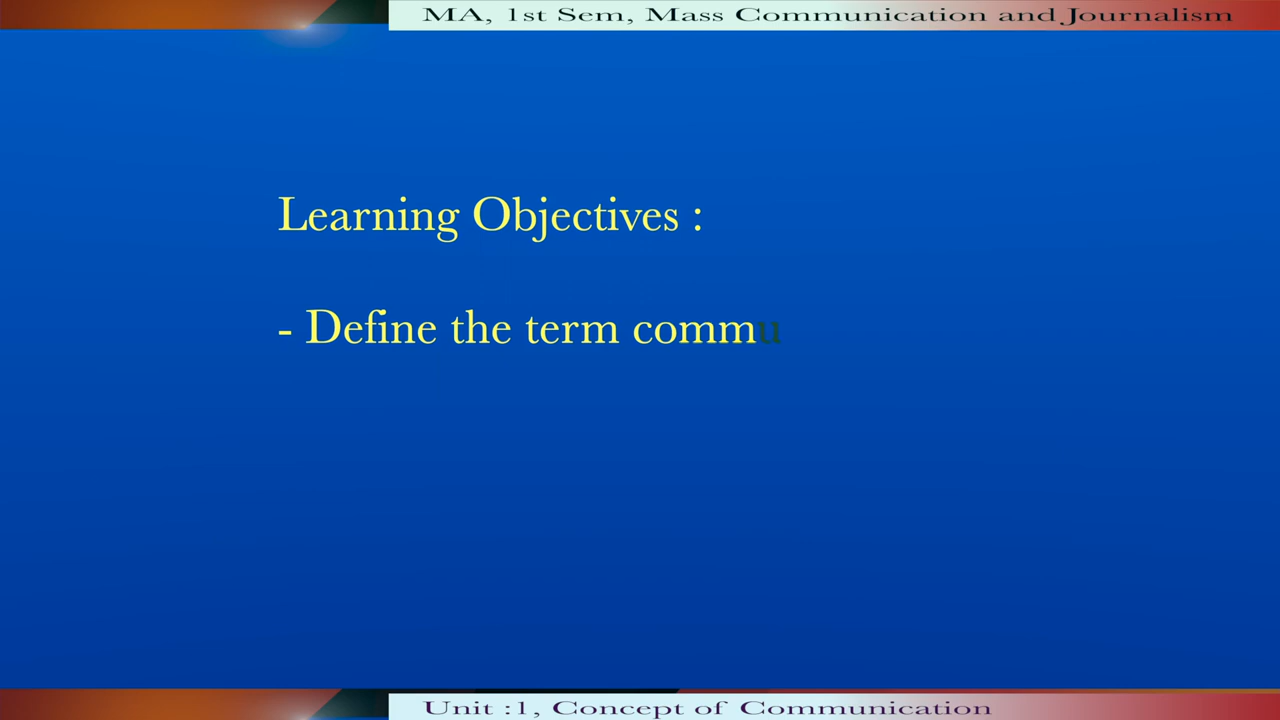 MA, 1st Sem, Mass Communication and Journalism
Learning Objectives :
- Define the term commu
Unit :1, Concept of Communication